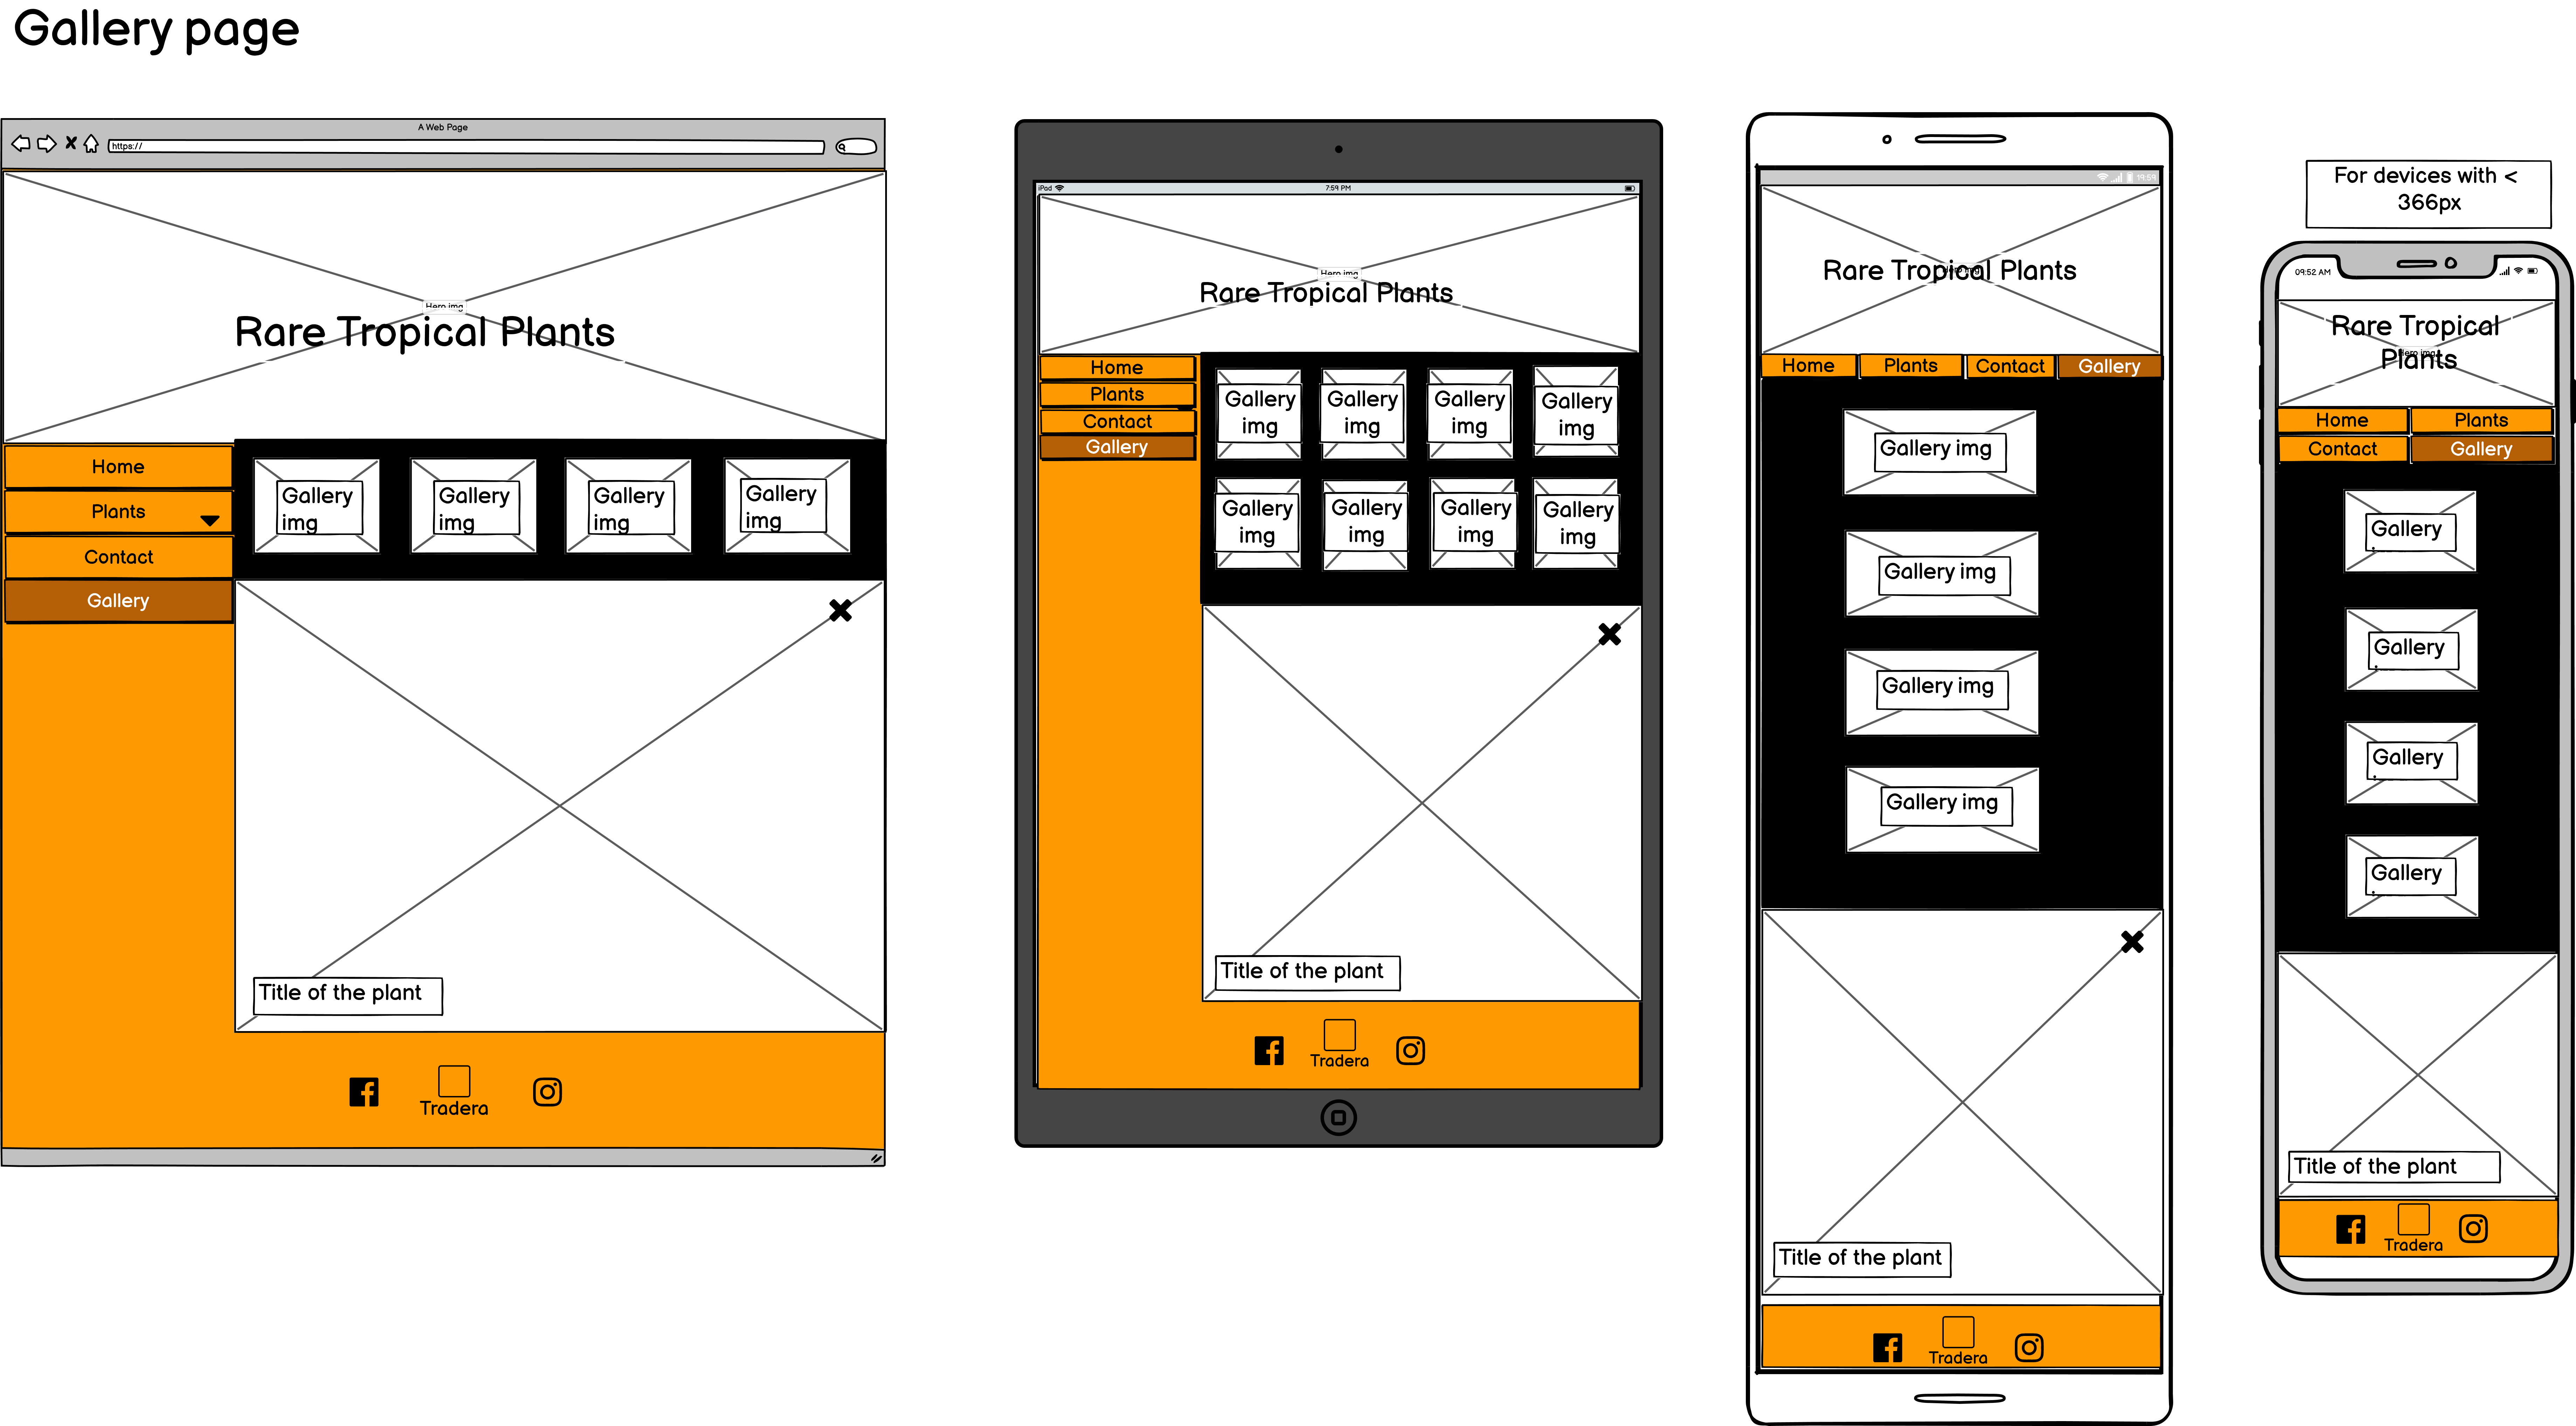 Gallery page
A Web Page
https://
Hero img
Rare Tropical Plants
Home
Plants
Contact
Gallery
Gallery
img
Gallery
img
Gallery
img
Gallery
img
Title of the plant
Tradera
iPad
7:59 PM
Hero img
Rare Tropical Plants
Home
Plants
Contact
Gallery
Gallery
img
Gallery
img
Gallery
img
Gallery
img
Gallery
img
Gallery
img
Gallery
img
Gallery
img
Title of the plant
Tradera
19:59
Rare Tropical Plants
Home
Plants
Contact
Gallery
Gallery img
Gallery img
Gallery img
Gallery img
Title of the plant
Tradera
For devices with <
366px
09:52 AM
Rare Tropical
Plants
Home
Plants
Contact
Gallery
Gallery
Gallery
Gallery
Gallery
Title of the plant
Tradera